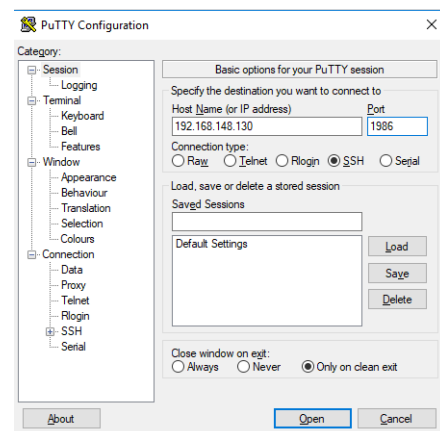 PuTTY Configuration
Category:
Session
Logging
Terminal
Keyboard
Bell
Features
Window
Appearance
Behaviour
Translation
Selection
Colours
Connection
Data
Proxy
Telnet
Rlogin
SSH
Serial
Basic options for your PuTTY session
Specify the destination you want to connect to
Host Name (or IP address) Port
192.168.148.130 1986
Connection type:
Raw Telnet Rlogin SSH Serial
Load, save or delete a stored session
Saved Sessions
Default Settings
Load
Save
Delete
Close window on exit:
Always Never Only on clean exit
About Open Cancel